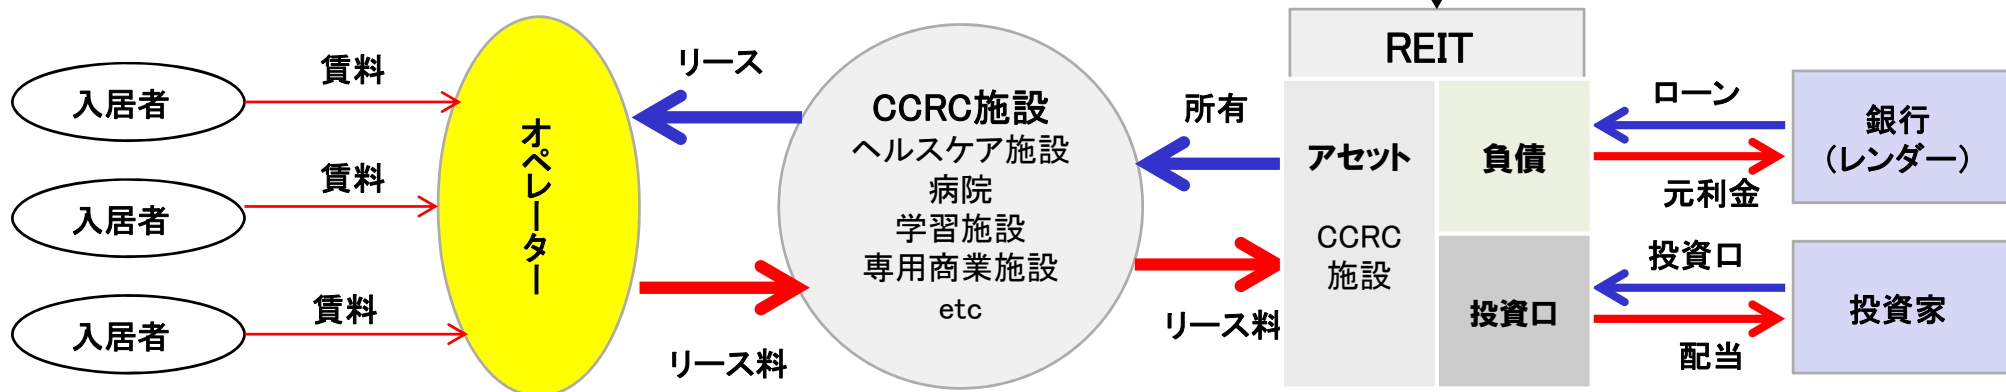 入居者
賃料
入居者
賃料
入居者
賃料
オペレーター
リース
リース料
CCRC施設
ヘルスケア施設
病院
学習施設
専用商業施設
etc
所有
リース料
REIT
アセット
CCRC
施設
負債
投資口
ローン
元利金
投資口
配当
銀行
（レンダー）
投資家